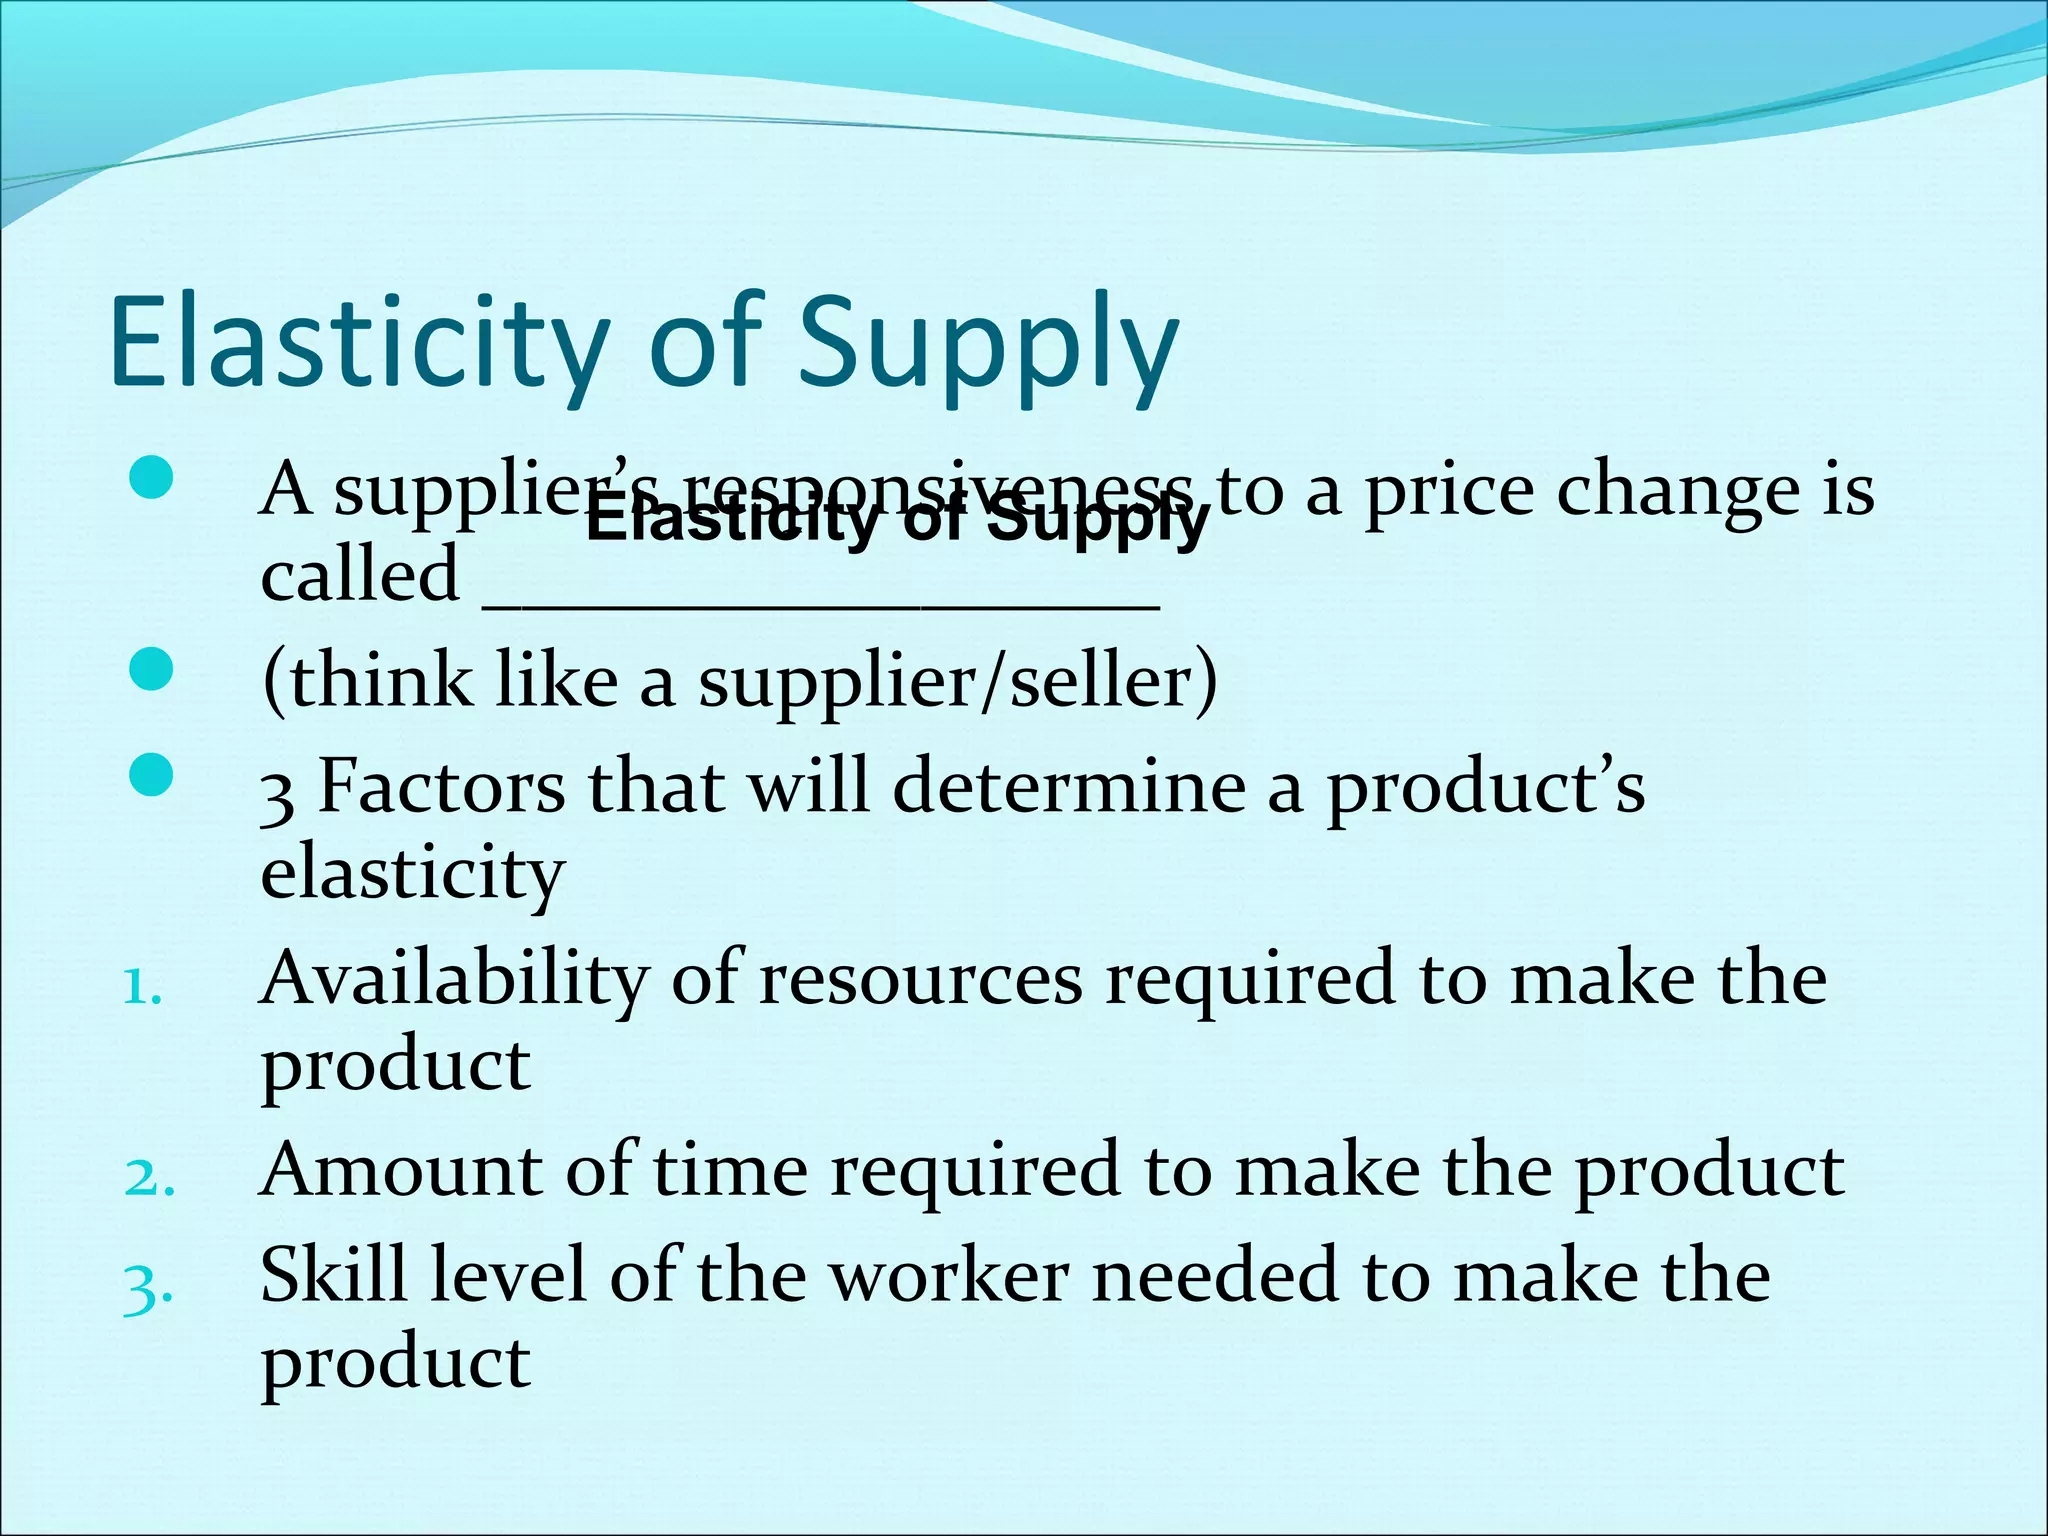 Elasticity of Supply
• A supplier’s responsiveness to a price change is
Elasticity of Supply
called _________________
• (think like a supplier/seller)
• 3 Factors that will determine a product’s
elasticity
1. Availability of resources required to make the
product
2. Amount of time required to make the product
3. Skill level of the worker needed to make the
product